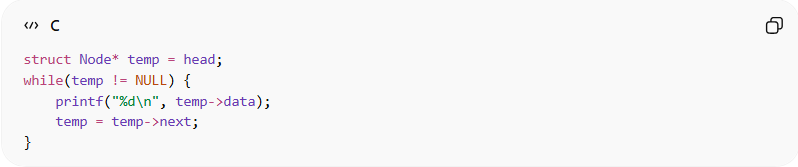 </> C
struct Node* temp = head;
while(temp != NULL) {
    printf("%d\n", temp->data);
    temp = temp->next;
}